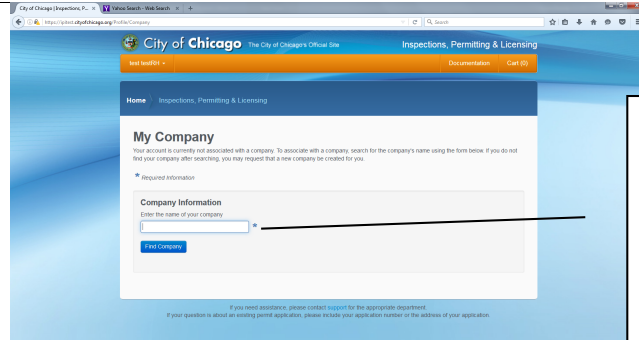 City of Chicago | Inspections, P...
Yahoo Search - Web Search
https://ipitest.cityofchicago.org/Profile/Company
Search
City of Chicago The City of Chicago's Official Site
Inspections, Permitting & Licensing
test testRH
Documentation
Cart (0)
Home
Inspections, Permitting & Licensing
My Company
Your account is currently not associated with a company. To associate with a company, search for the company's name using the form below. If you do not
find your company after searching, you may request that a new company be created for you.
* Required Information
Company Information
Enter the name of your company
*
Find Company
If you need assistance, please contact support for the appropriate department.
If your question is about an existing permit application, please include your application number or the address of your application.